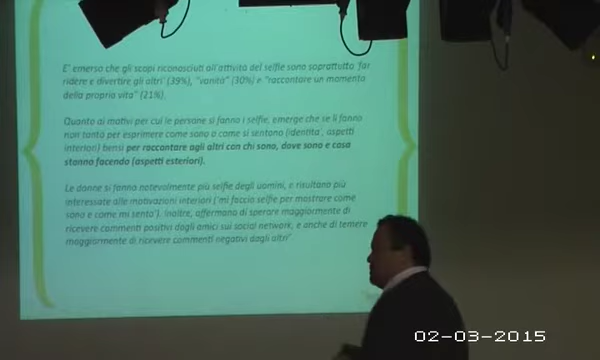 E' emerso che gli scopi riconosciuti all'attività del selfie sono soprattutto 'far
ridere e divertire gli altri' (39%), "vanità" (30%) e "raccontare un momento
della propria vita" (21%).
Quanto ai motivi per cui le persone si fanno i selfie, emerge che se li fanno
non tanto per esprimere come sono o come si sentono (identità, aspetti
interiori) bensì per raccontare agli altri con chi sono, dove sono e cosa
stanno facendo (aspetti esteriori).
Le donne si fanno notevolmente più selfie degli uomini, e risultano più
interessate alle motivazioni interiori ('mi faccio selfie per mostrare come
sono e come mi sento'). Inoltre, affermano di sperare maggiormente di
ricevere commenti positivi dagli amici sui social network, e anche di temere
maggiormente di ricevere commenti negativi dagli altri"
02-03-2015